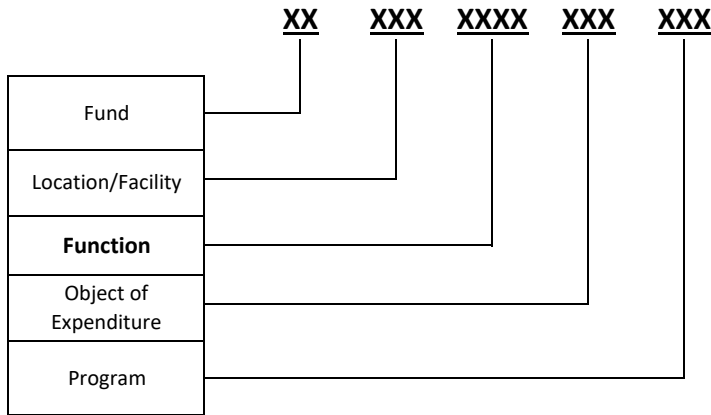 XX XXX XXXX XXX XXX
Fund
Location/Facility
Function
Object of
Expenditure
Program